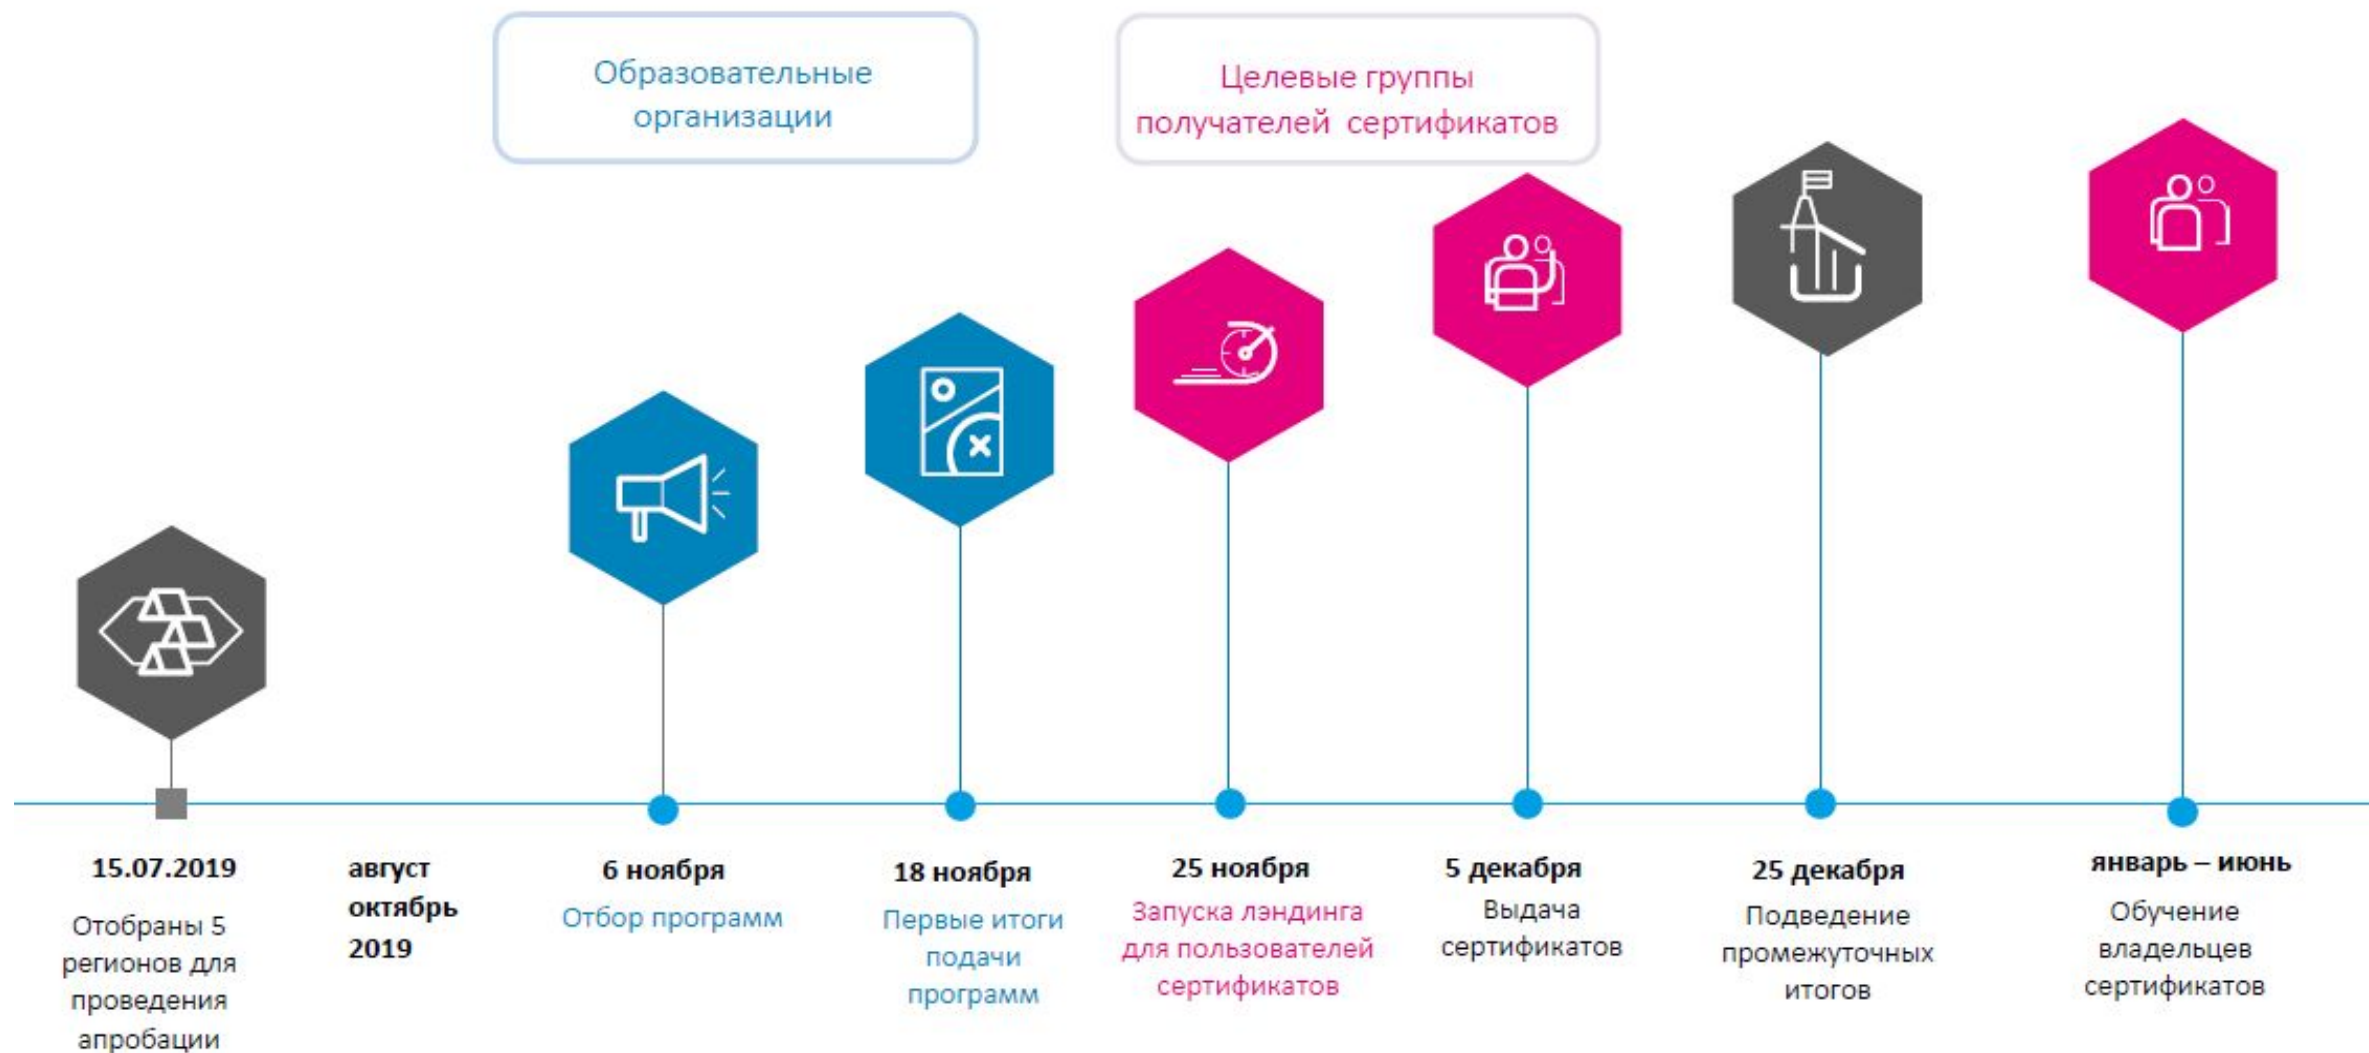 Образовательные
организации
Целевые группы
получателей сертификатов
15.07.2019
Отобраны 5
регионов для
проведения
апробации
август
октябрь
2019
6 ноября
Отбор программ
18 ноября
Первые итоги
подачи
программ
25 ноября
Запуска лэндинга
для пользователей
сертификатов
5 декабря
Выдача
сертификатов
25 декабря
Подведение
промежуточных
итогов
январь – июнь
Обучение
владельцев
сертификатов